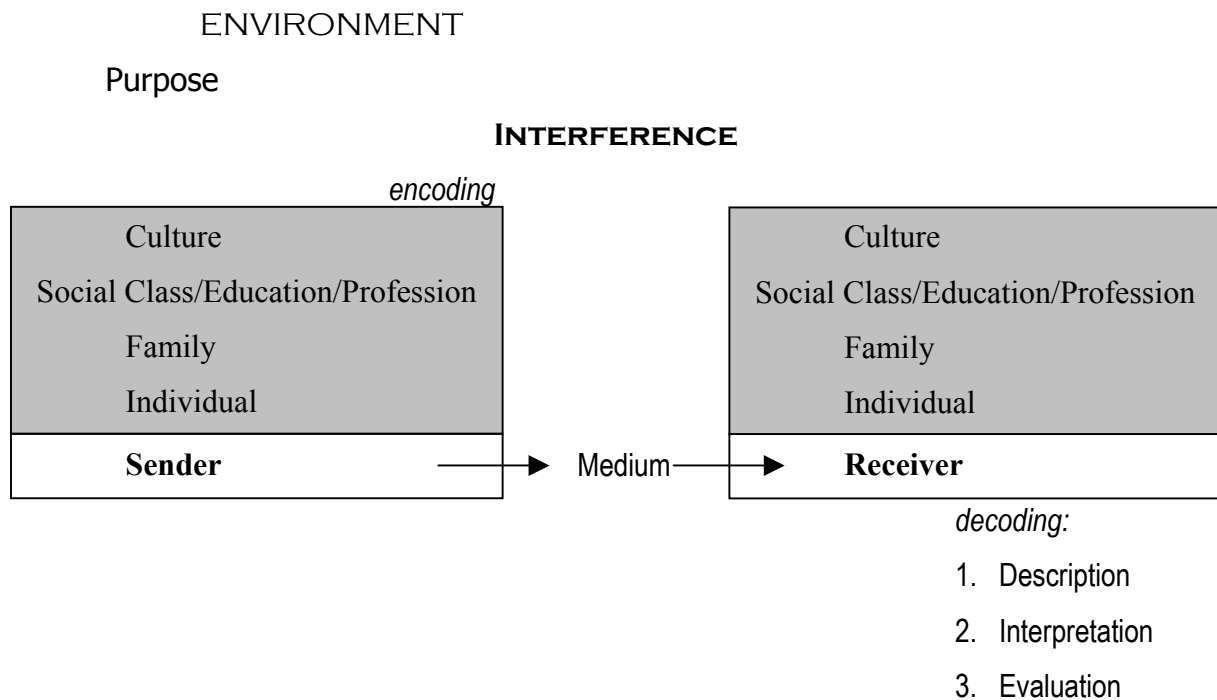 ENVIRONMENT
Purpose
INTERFERENCE
encoding
Culture
Social Class/Education/Profession
Family
Individual
Sender
Medium
Culture
Social Class/Education/Profession
Family
Individual
Receiver
decoding:
1. Description
2. Interpretation
3. Evaluation